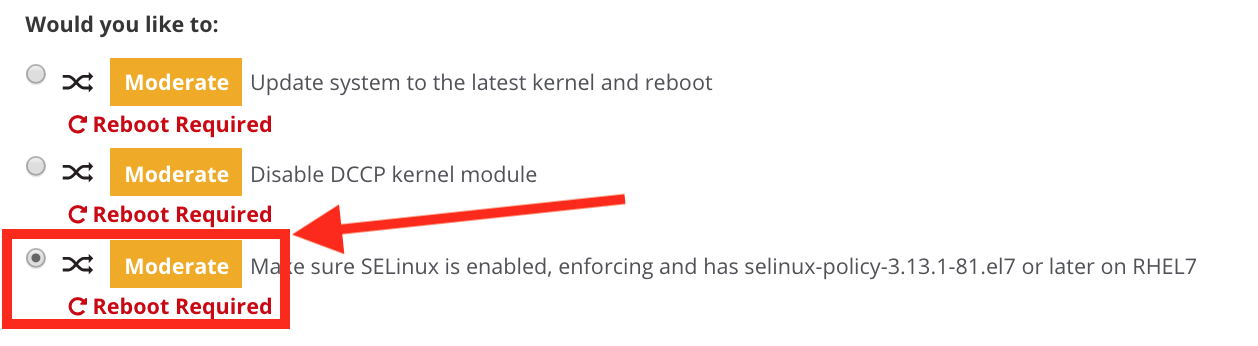 Would you like to:
Moderate Update system to the latest kernel and reboot
Reboot Required
Moderate Disable DCCP kernel module
Reboot Required
Moderate Make sure SELinux is enabled, enforcing and has selinux-policy-3.13.1-81.el7 or later on RHEL7
Reboot Required